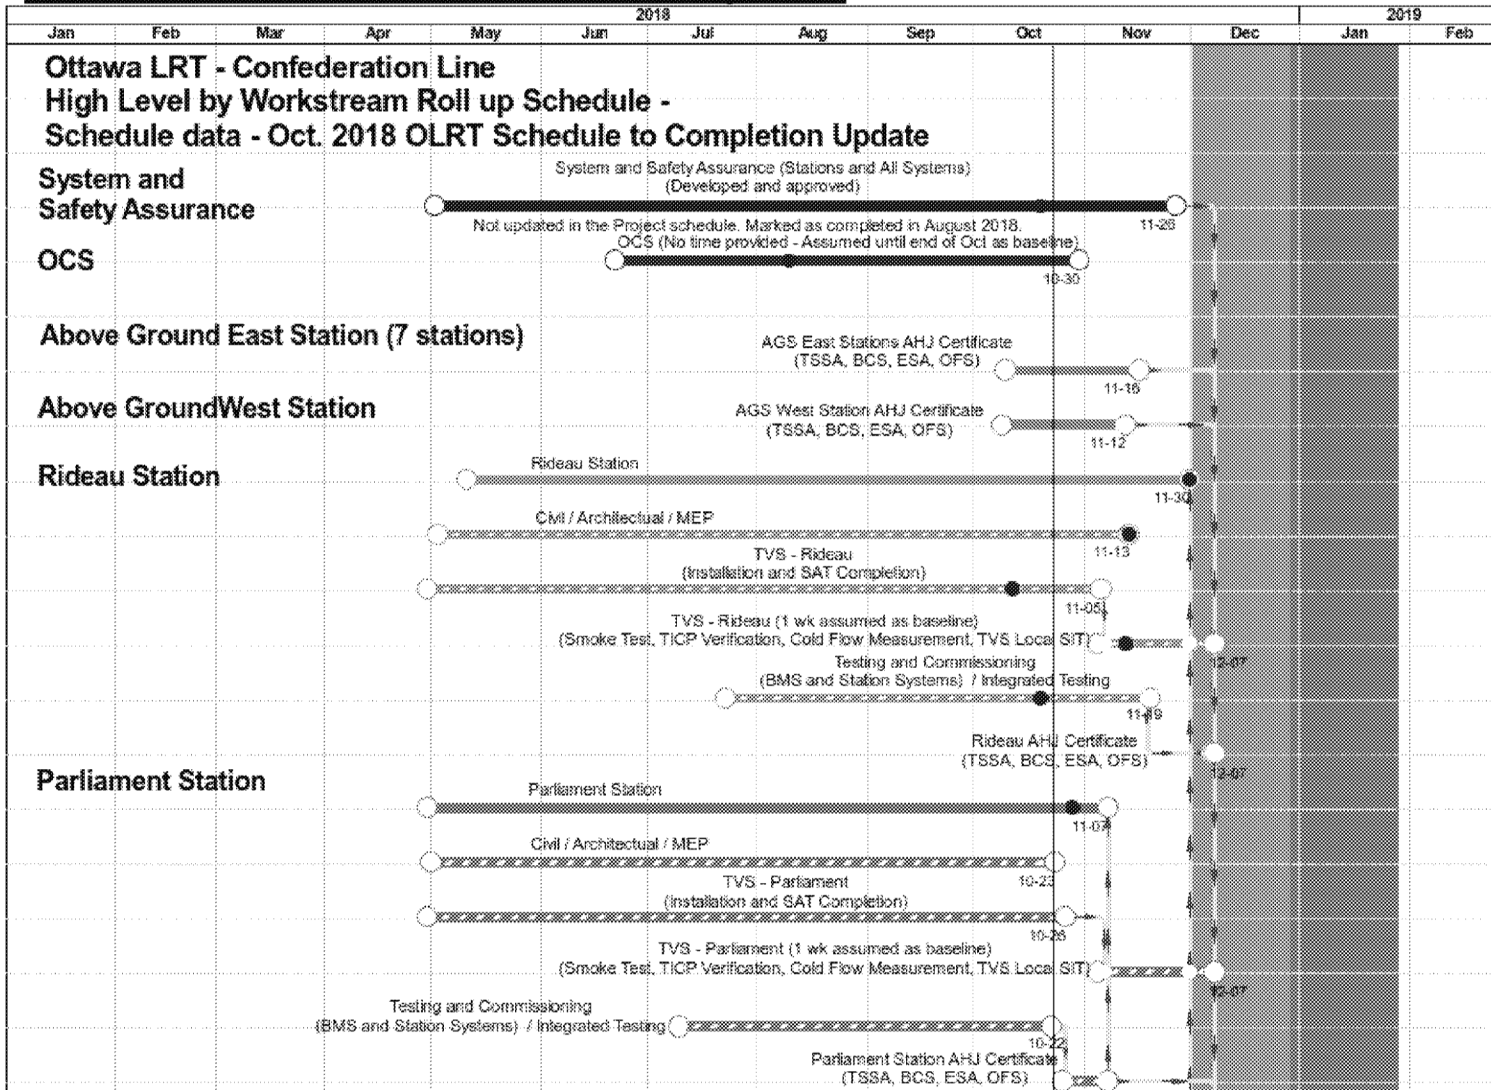 2018 2019
Jan Feb Mar Apr May Jun Jul Aug Sep Oct Nov Dec Jan Feb
Ottawa LRT - Confederation Line
High Level by Workstream Roll up Schedule -
Schedule data - Oct. 2018 OLRT Schedule to Completion Update
System and
Safety Assurance
System and Safety Assurance (Stations and All Systems)
(Developed and approved)
11-26
Not updated in the Project schedule. Marked as completed in August 2018.
OCS (No time provided - Assumed until end of Oct as baseline)
OCS
10-30
Above Ground East Station (7 stations)
AGS East Stations AHJ Certificate
(TSSA, BCS, ESA, OFS)
11-16
Above GroundWest Station
AGS West Station AHJ Certificate
(TSSA, BCS, ESA, OFS)
11-12
Rideau Station
Rideau Station
11-30
Civil / Architectual / MEP
11-13
TVS - Rideau
(Installation and SAT Completion)
11-05
TVS - Rideau (1 wk assumed as baseline)
(Smoke Test, TICP Verification, Cold Flow Measurement, TVS Local SIT)
12-07
Testing and Commissioning
(BMS and Station Systems) / Integrated Testing
11-19
Rideau AHJ Certificate
(TSSA, BCS, ESA, OFS)
12-07
Parliament Station
Parliament Station
11-07
Civil / Architectual / MEP
10-23
TVS - Parliament
(Installation and SAT Completion)
10-26
TVS - Parliament (1 wk assumed as baseline)
(Smoke Test, TICP Verification, Cold Flow Measurement, TVS Local SIT)
12-07
Testing and Commissioning
(BMS and Station Systems) / Integrated Testing
10-22
Parliament Station AHJ Certificate
(TSSA, BCS, ESA, OFS)